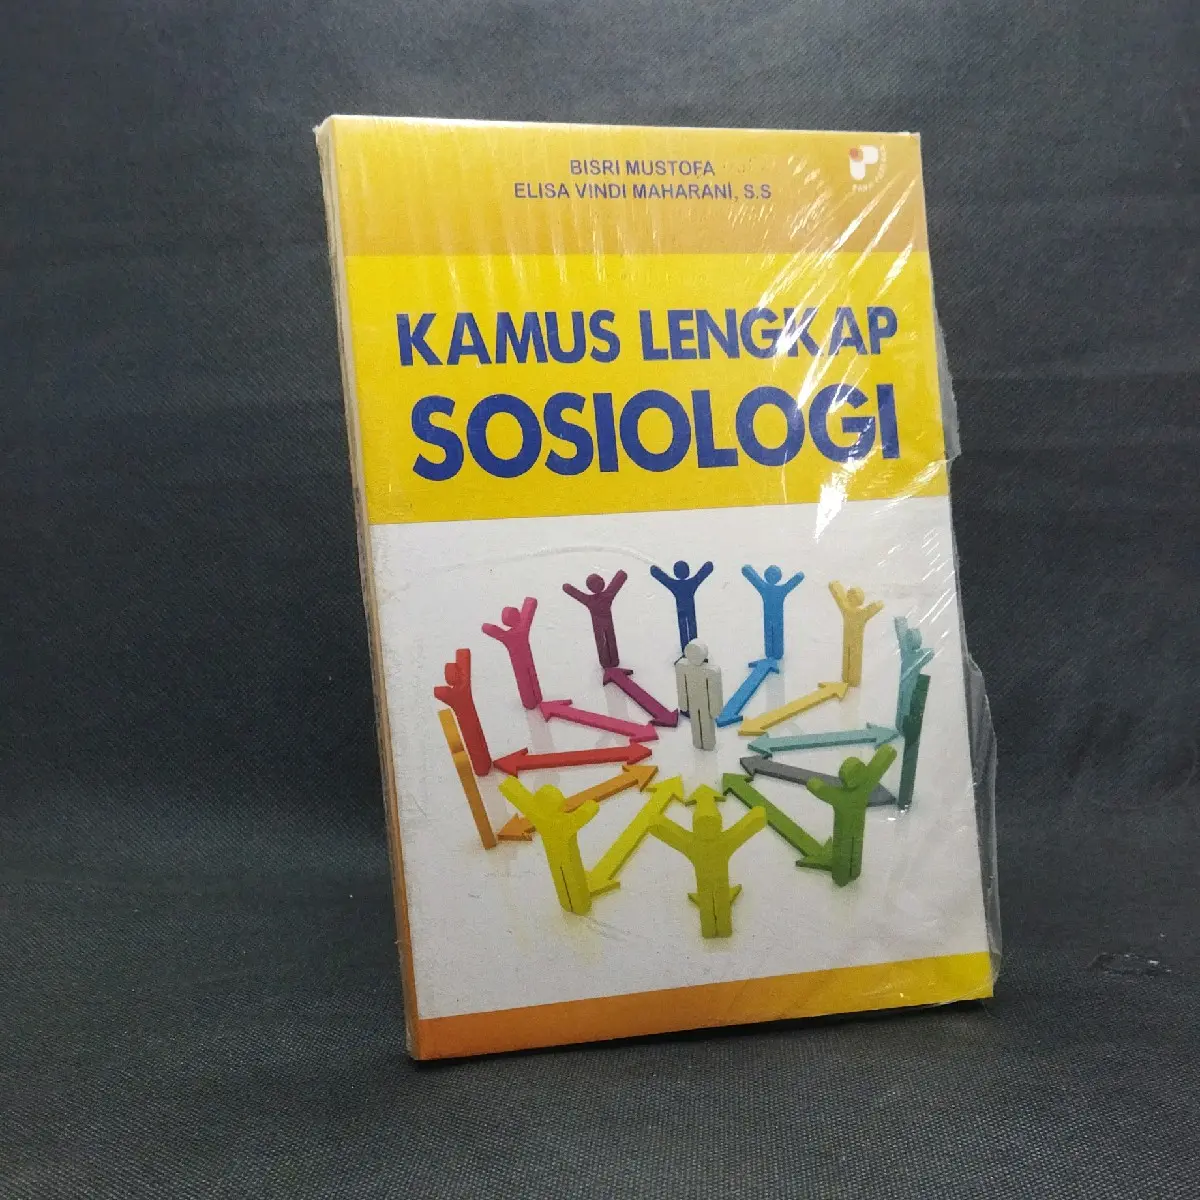 BISRI MUSTOFA
ELISA VINDI MAHARANI, S.S
KAMUS LENGKAP
SOSIOLOGI